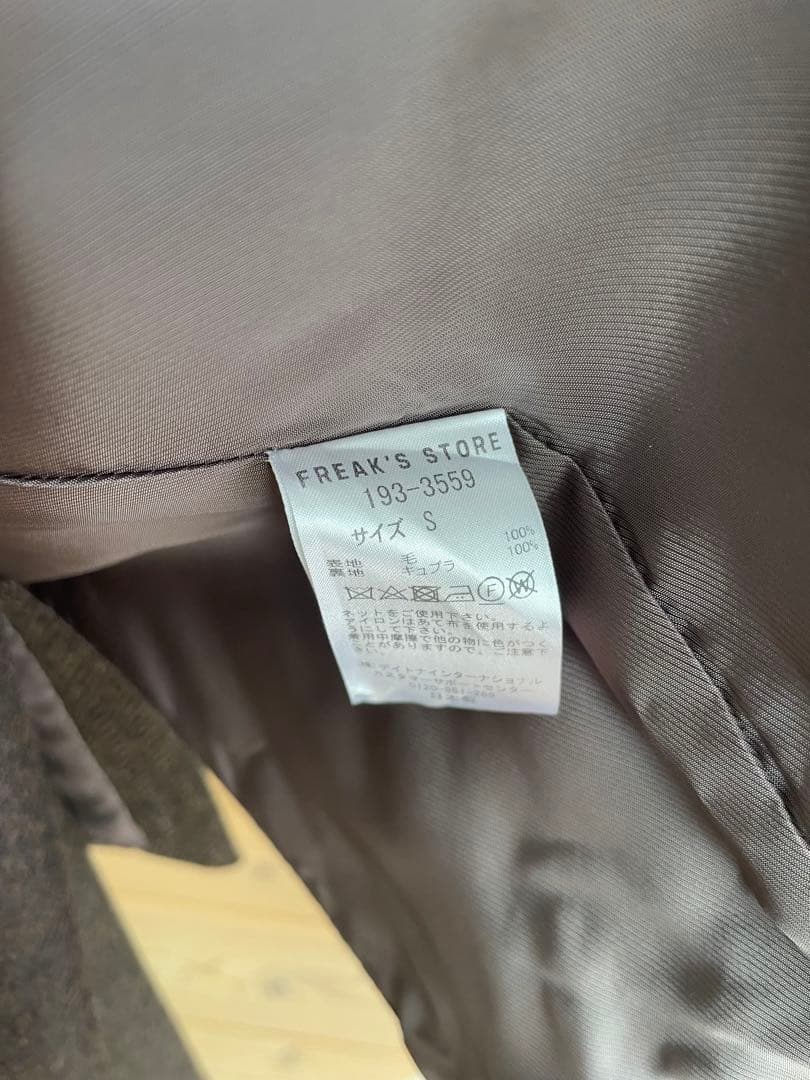 FREAK'S STORE
193-3559
サイズ S
表地 毛 100%
裏地 キュプラ 100%
F W
ネットをご使用下さい。
アイロンはあて布を使用するよ
うにして下さい。
着用中摩擦で他の物に色がつく
ことがありますので、ご注意下
さい。
株)デイトナインターナショナル
カスタマーサポートセンター
日本製